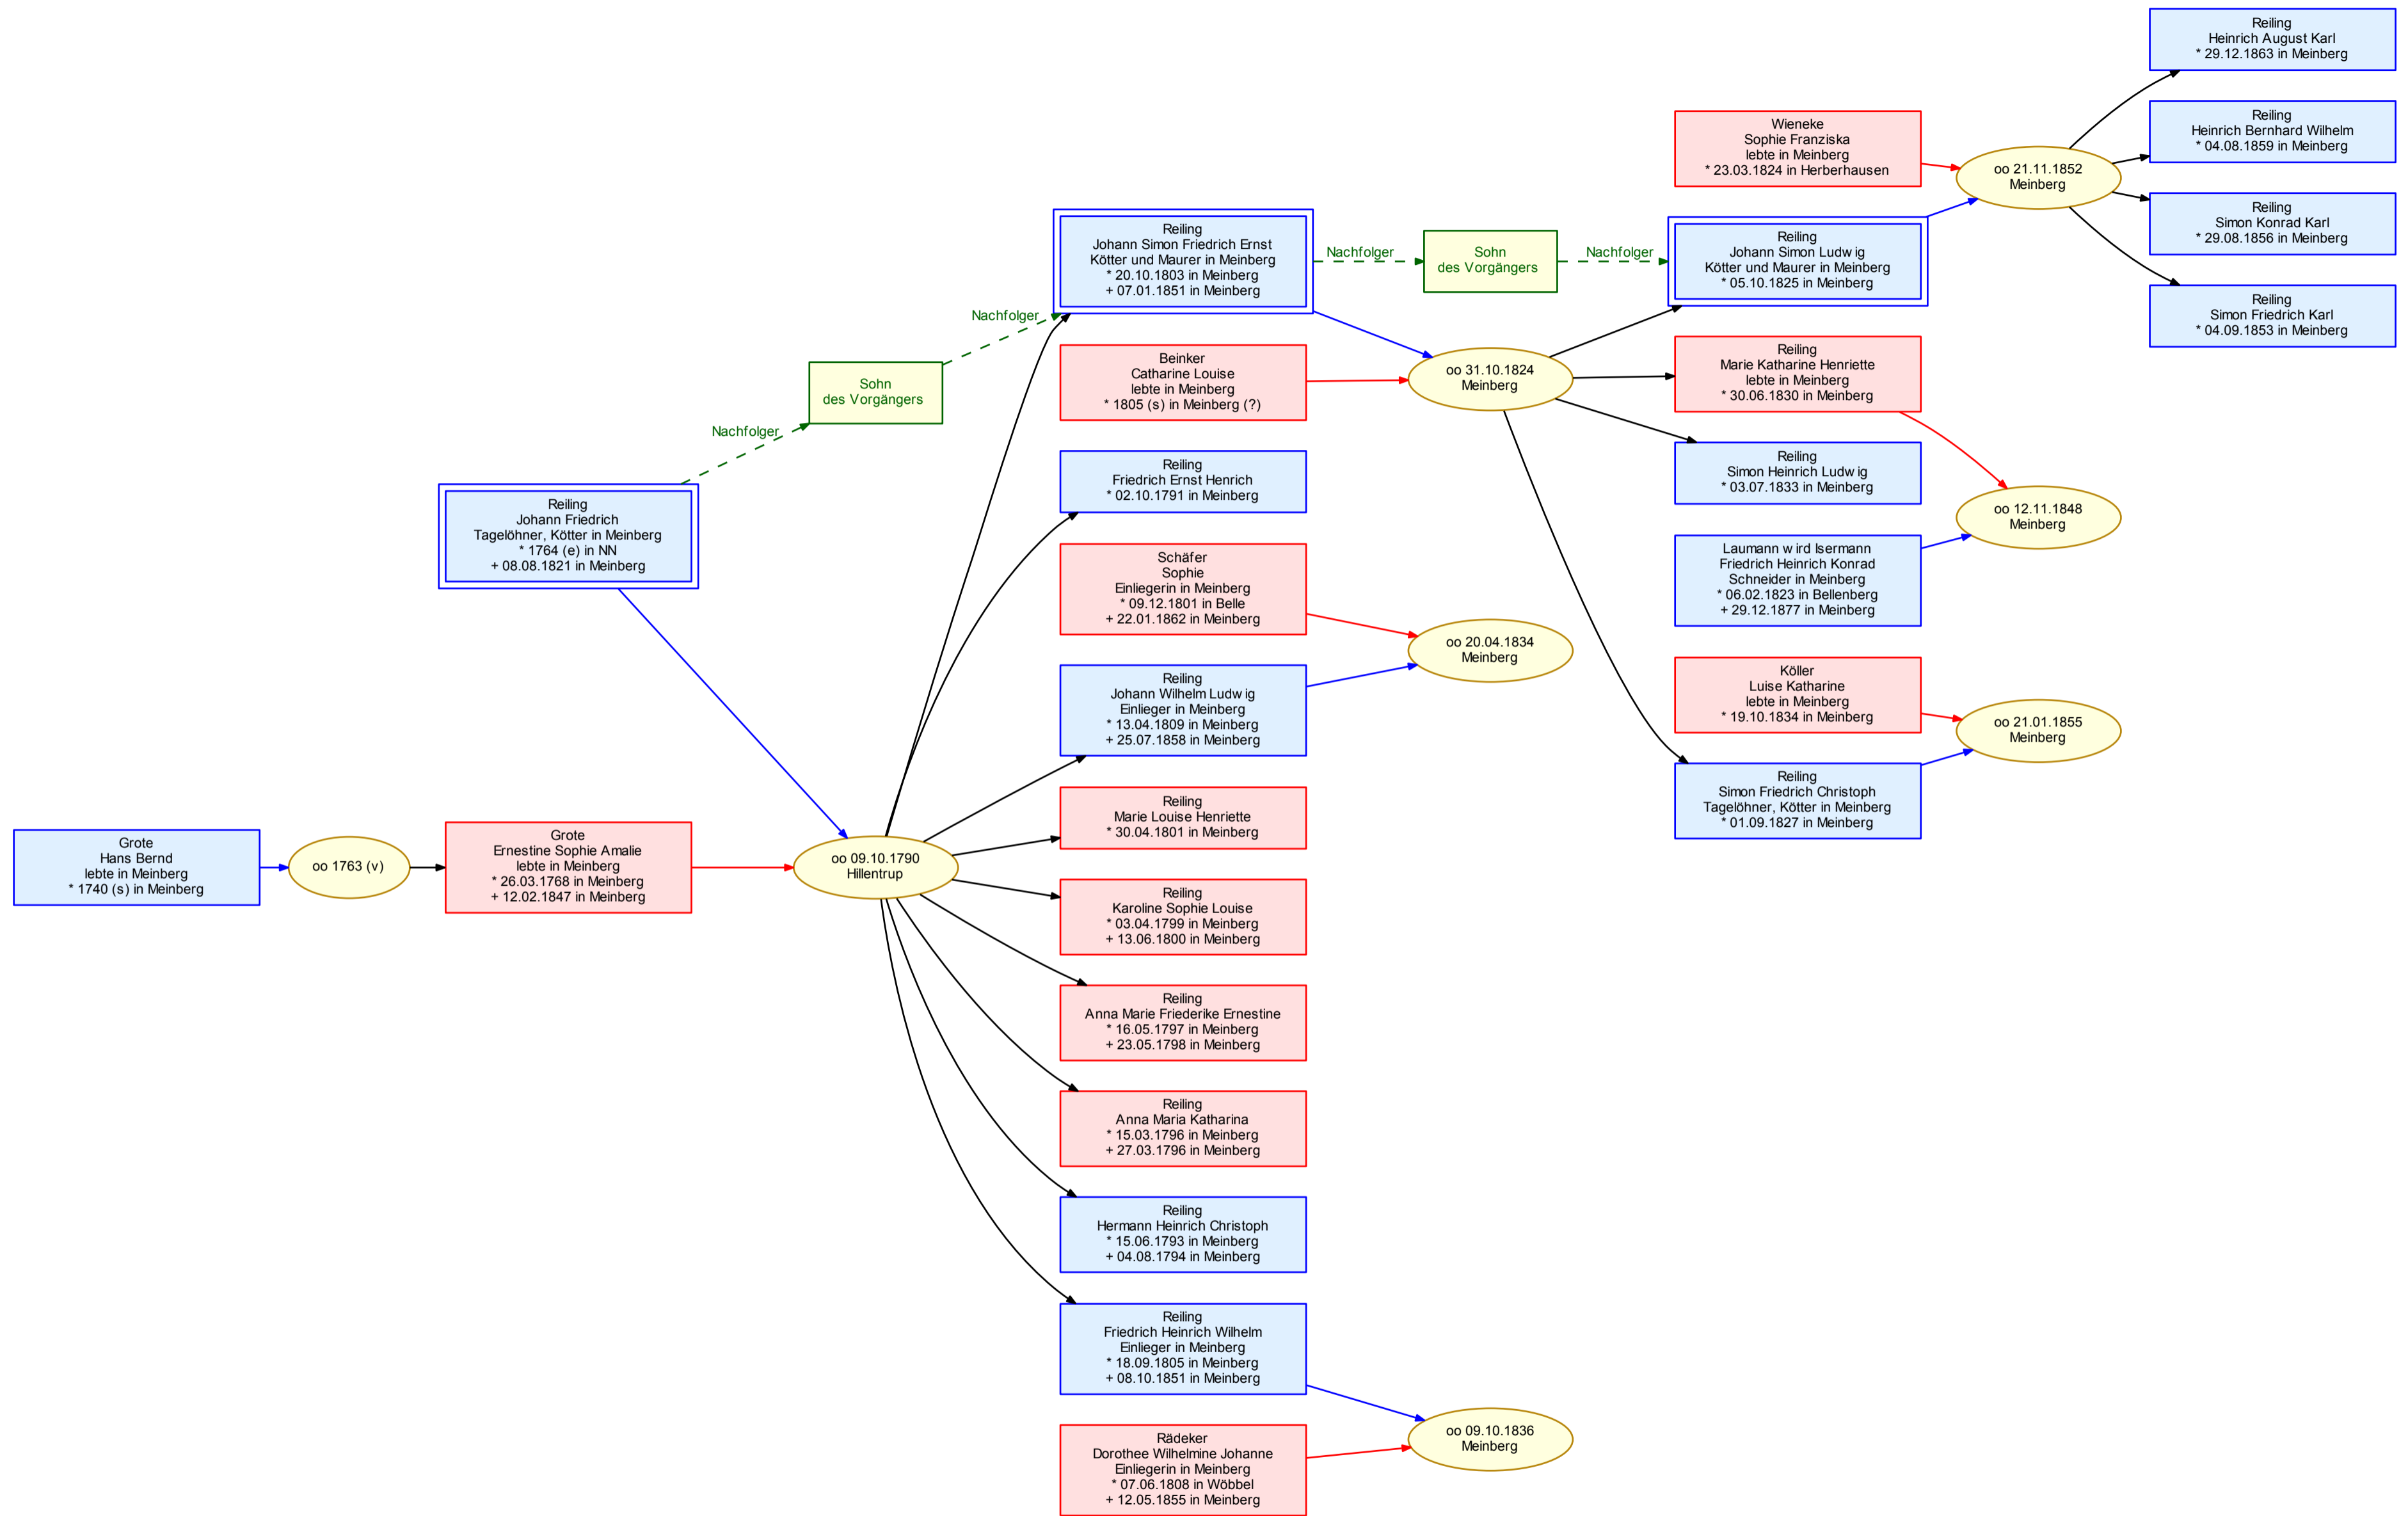 Grote
Hans Bernd
lebte in Meinberg
* 1740 (s) in Meinberg
oo 1763 (v)
Reiling
Johann Friedrich
Tagelöhner, Kötter in Meinberg
* 1764 (e) in NN
+ 08.08.1821 in Meinberg
Grote
Ernestine Sophie Amalie
lebte in Meinberg
* 26.03.1768 in Meinberg
+ 12.02.1847 in Meinberg
Nachfolger
Sohn
des Vorgängers
Nachfolger
oo 09.10.1790
Hillentrup
Reiling
Johann Simon Friedrich Ernst
Kötter und Maurer in Meinberg
* 20.10.1803 in Meinberg
+ 07.01.1851 in Meinberg
Beinker
Catharine Louise
lebte in Meinberg
* 1805 (s) in Meinberg (?)
Reiling
Friedrich Ernst Henrich
* 02.10.1791 in Meinberg
Schäfer
Sophie
Einliegerin in Meinberg
* 09.12.1801 in Belle
+ 22.01.1862 in Meinberg
Reiling
Johann Wilhelm Ludwig
Einlieger in Meinberg
* 13.04.1809 in Meinberg
+ 25.07.1858 in Meinberg
Reiling
Marie Louise Henriette
* 30.04.1801 in Meinberg
Reiling
Karoline Sophie Louise
* 03.04.1799 in Meinberg
+ 13.06.1800 in Meinberg
Reiling
Anna Marie Friederike Ernestine
* 16.05.1797 in Meinberg
+ 23.05.1798 in Meinberg
Reiling
Anna Maria Katharina
* 15.03.1796 in Meinberg
+ 27.03.1796 in Meinberg
Reiling
Hermann Heinrich Christoph
* 15.06.1793 in Meinberg
+ 04.08.1794 in Meinberg
Reiling
Friedrich Heinrich Wilhelm
Einlieger in Meinberg
* 18.09.1805 in Meinberg
+ 08.10.1851 in Meinberg
Rädeker
Dorothee Wilhelmine Johanne
Einliegerin in Meinberg
* 07.06.1808 in Wöbbel
+ 12.05.1855 in Meinberg
Nachfolger
Sohn
des Vorgängers
Nachfolger
oo 31.10.1824
Meinberg
oo 20.04.1834
Meinberg
oo 09.10.1836
Meinberg
Wieneke
Sophie Franziska
lebte in Meinberg
* 23.03.1824 in Herberhausen
Reiling
Johann Simon Ludwig
Kötter und Maurer in Meinberg
* 05.10.1825 in Meinberg
Reiling
Marie Katharine Henriette
lebte in Meinberg
* 30.06.1830 in Meinberg
Reiling
Simon Heinrich Ludwig
* 03.07.1833 in Meinberg
Laumann wird Isermann
Friedrich Heinrich Konrad
Schneider in Meinberg
* 06.02.1823 in Bellenberg
+ 29.12.1877 in Meinberg
Köller
Luise Katharine
lebte in Meinberg
* 19.10.1834 in Meinberg
Reiling
Simon Friedrich Christoph
Tagelöhner, Kötter in Meinberg
* 01.09.1827 in Meinberg
oo 21.11.1852
Meinberg
oo 12.11.1848
Meinberg
oo 21.01.1855
Meinberg
Reiling
Heinrich August Karl
* 29.12.1863 in Meinberg
Reiling
Heinrich Bernhard Wilhelm
* 04.08.1859 in Meinberg
Reiling
Simon Konrad Karl
* 29.08.1856 in Meinberg
Reiling
Simon Friedrich Karl
* 04.09.1853 in Meinberg